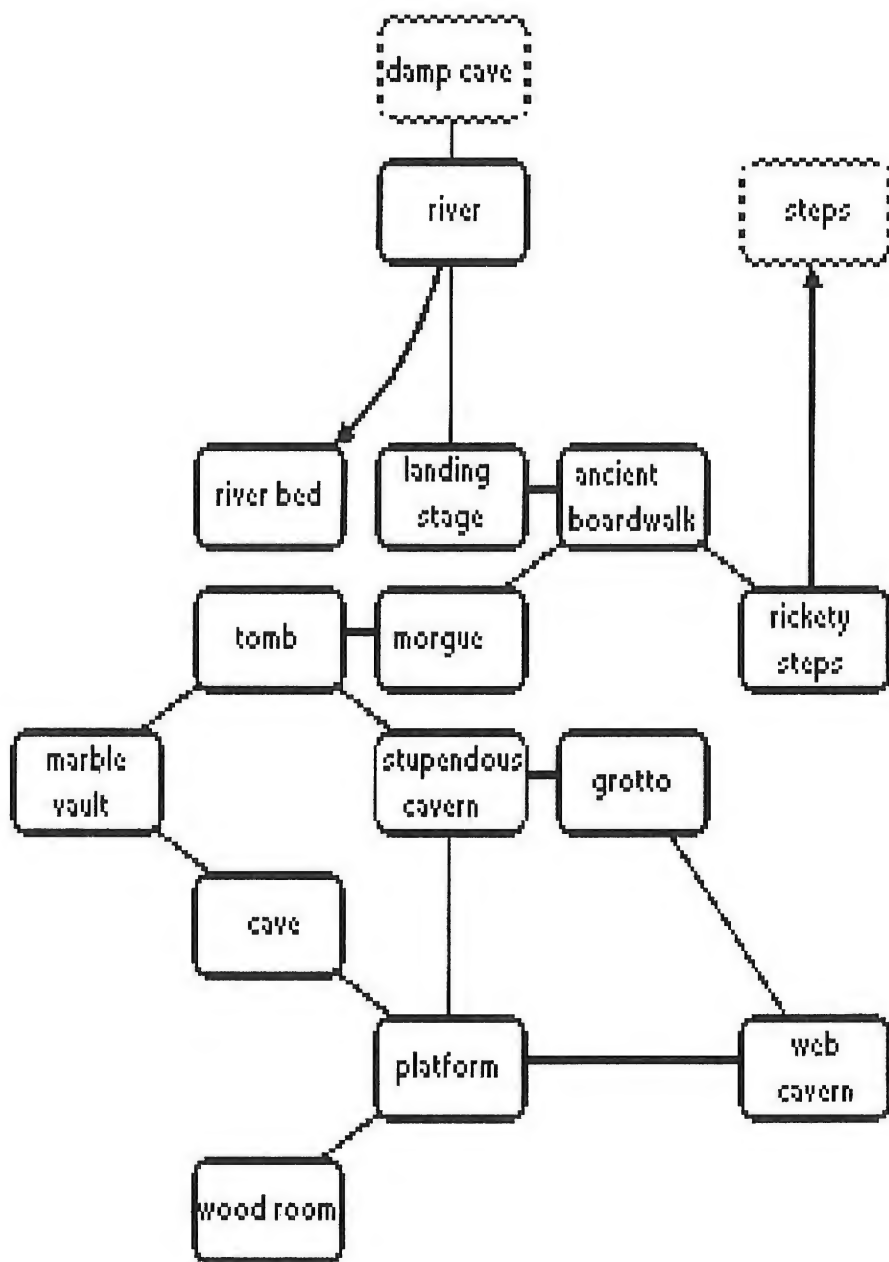 damp cave
river
steps
river bed
landing
stage
ancient
boardwalk
tomb
morgue
rickety
steps
marble
vault
stupendous
cavern
grotto
cave
platform
web
cavern
wood room